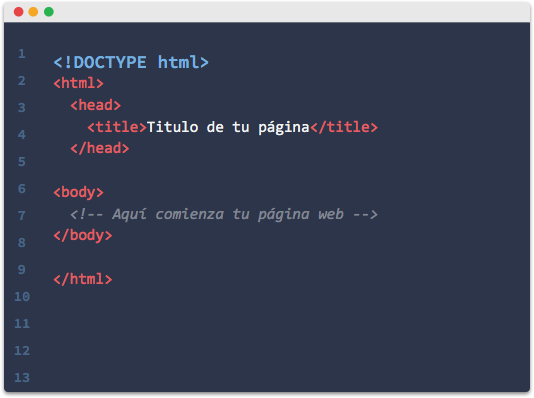 1
2
3
4
5
6
7
8
9
10
11
12
13
<!DOCTYPE html>
<html>
<head>
<title>Titulo de tu página</title>
</head>
<body>
<!-- Aquí comienza tu página web -->
</body>
</html>